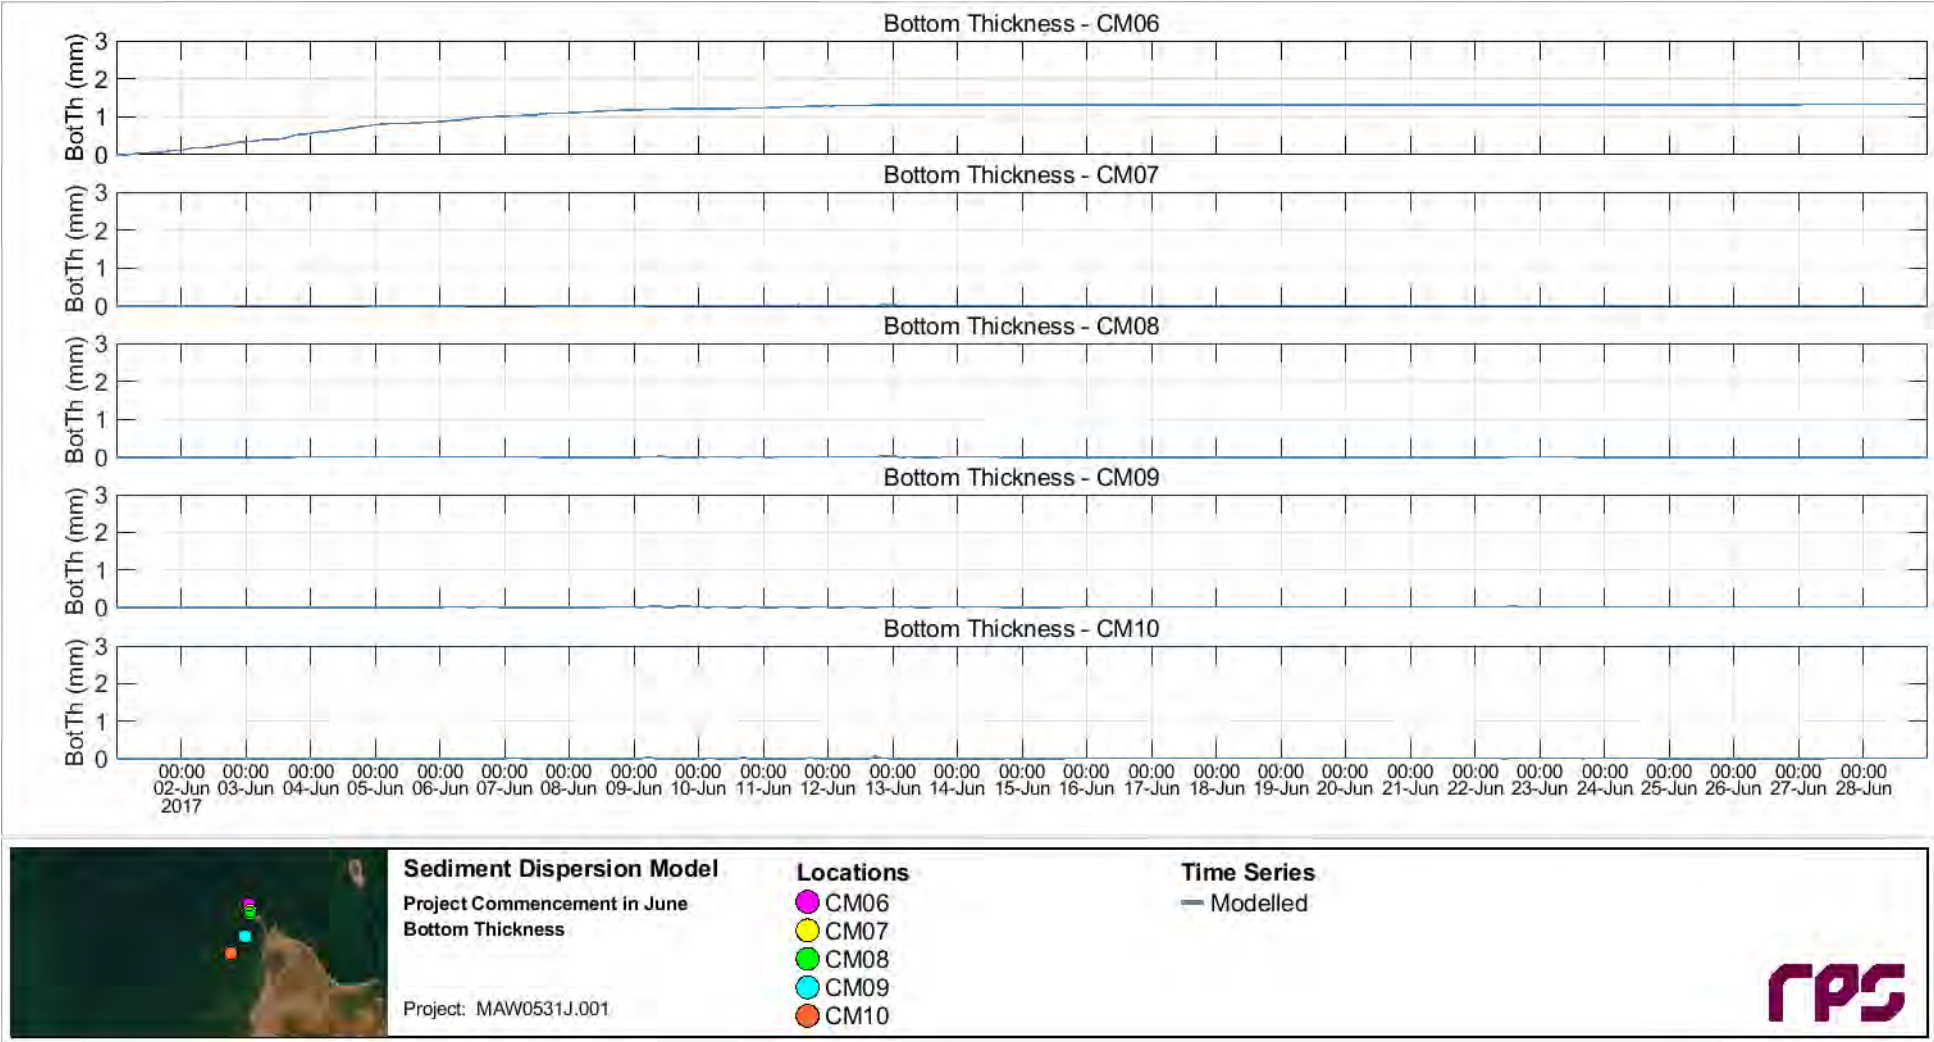 Bottom Thickness - CM06
BotTh (mm)
3
2
1
0
Bottom Thickness - CM07
BotTh (mm)
3
2
1
0
Bottom Thickness - CM08
BotTh (mm)
3
2
1
0
Bottom Thickness - CM09
BotTh (mm)
3
2
1
0
Bottom Thickness - CM10
BotTh (mm)
3
2
1
0
00:00 00:00 00:00 00:00 00:00 00:00 00:00 00:00 00:00 00:00 00:00 00:00 00:00 00:00 00:00 00:00 00:00 00:00 00:00 00:00 00:00 00:00 00:00 00:00 00:00 00:00 00:00
02-Jun 03-Jun 04-Jun 05-Jun 06-Jun 07-Jun 08-Jun 09-Jun 10-Jun 11-Jun 12-Jun 13-Jun 14-Jun 15-Jun 16-Jun 17-Jun 18-Jun 19-Jun 20-Jun 21-Jun 22-Jun 23-Jun 24-Jun 25-Jun 26-Jun 27-Jun 28-Jun
2017
Sediment Dispersion Model
Project Commencement in June
Bottom Thickness
Project: MAW0531J.001
Locations
CM06
CM07
CM08
CM09
CM10
Time Series
Modelled
rps